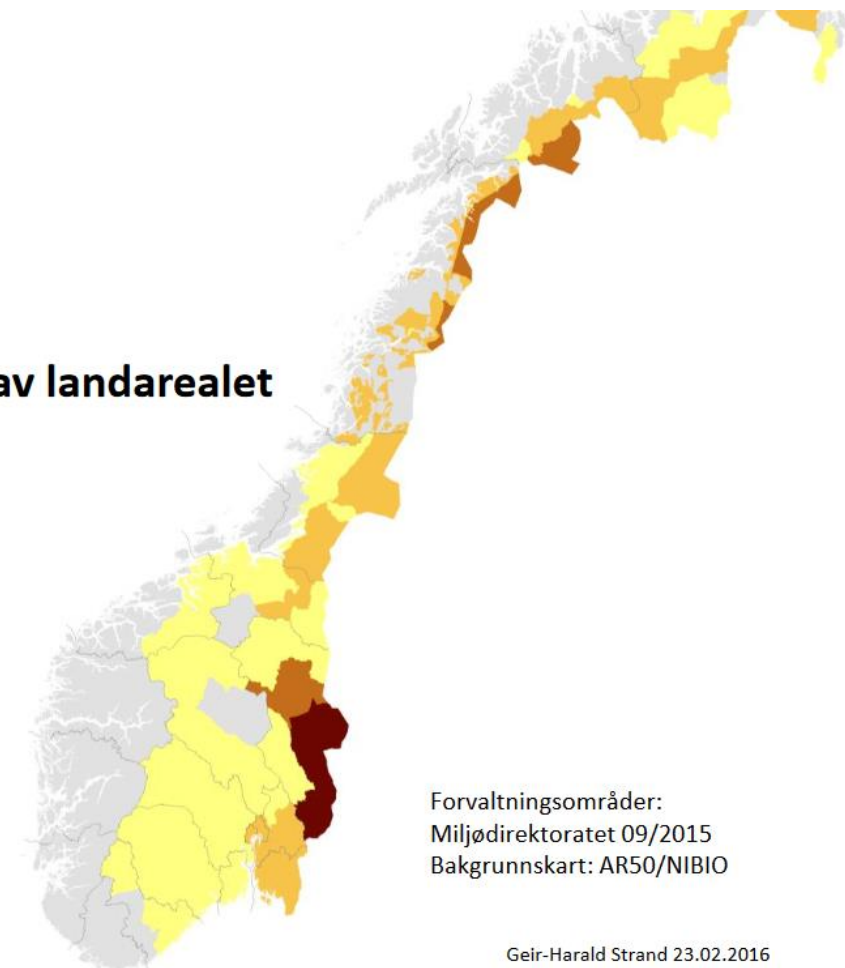 av landarealet
Forvaltningsområder:
Miljødirektoratet 09/2015
Bakgrunnskart: AR50/NIBIO
Geir-Harald Strand 23.02.2016